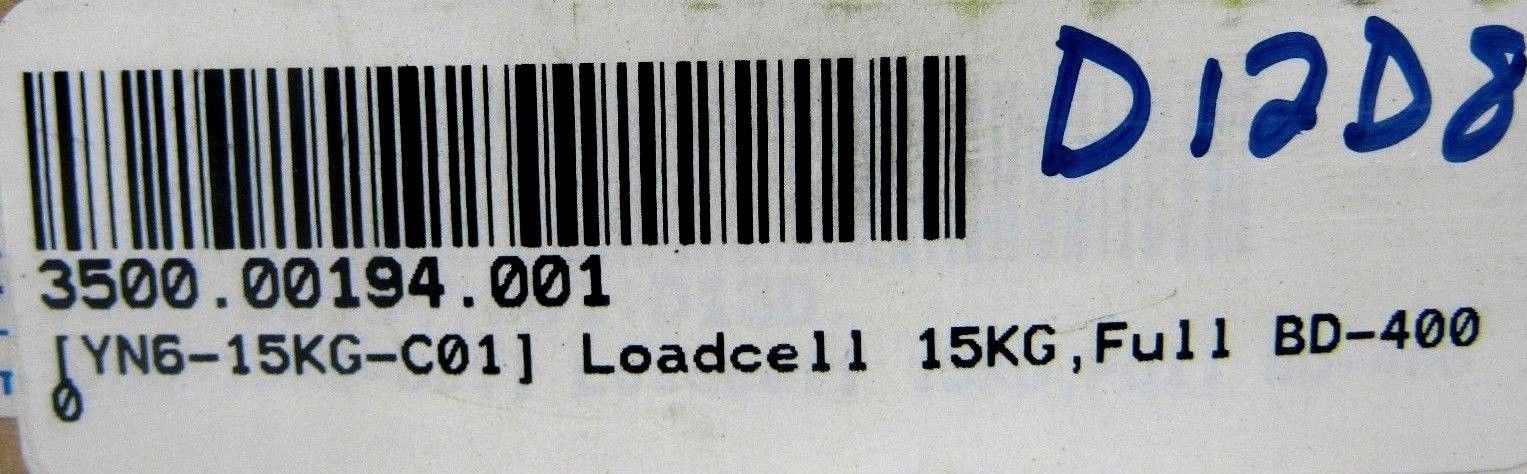 D12D8
3500.00194.001
[YN6-15KG-C01] Loadcell 15KG,Full BD-400
0
T